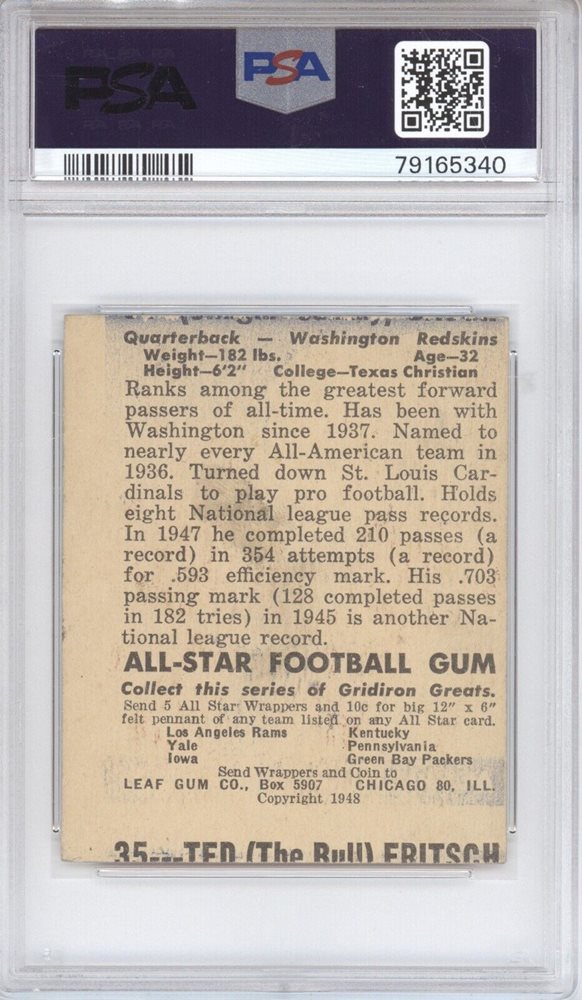 PSA
PSA
79165340
Quarterback — Washington Redskins
Weight—182 lbs. Age—32
Height—6'2" College—Texas Christian
Ranks among the greatest forward
passers of all-time. Has been with
Washington since 1937. Named to
nearly every All-American team in
1936. Turned down St. Louis Car-
dinals to play pro football. Holds
eight National league pass records.
In 1947 he completed 210 passes (a
record) in 354 attempts (a record)
for .593 efficiency mark. His .703
passing mark (128 completed passes
in 182 tries) in 1945 is another Na-
tional league record.
ALL-STAR FOOTBALL GUM
Collect this series of Gridiron Greats.
Send 5 All Star Wrappers and 10c for big 12" x 6"
felt pennant of any team listed on any All Star card.
Los Angeles Rams Kentucky
Yale Pennsylvania
Iowa Green Bay Packers
Send Wrappers and Coin to
LEAF GUM CO., Box 5907 CHICAGO 80, ILL.
Copyright 1948
35—TED (The Bull) FRITSCH